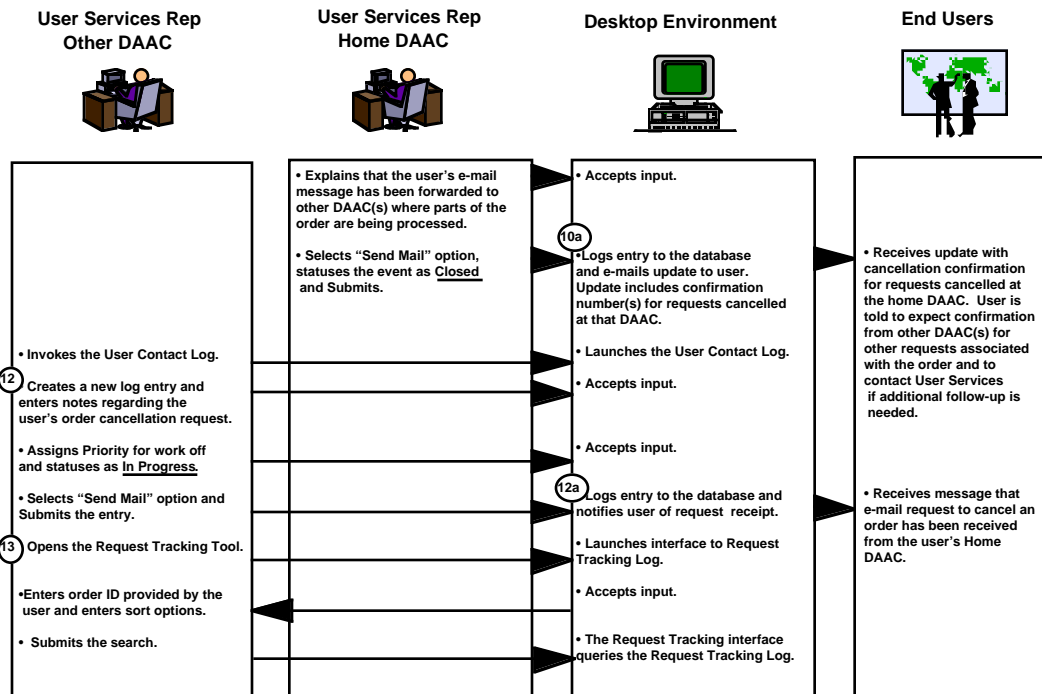 User Services Rep
Other DAAC
User Services Rep
Home DAAC
Desktop Environment
End Users
• Invokes the User Contact Log.
12
Creates a new log entry and
enters notes regarding the
user's order cancellation request.
• Assigns Priority for work off
and statuses as In Progress.
• Selects “Send Mail” option and
Submits the entry.
13
Opens the Request Tracking Tool.
•Enters order ID provided by the
user and enters sort options.
• Submits the search.
• Explains that the user's e-mail
message has been forwarded to
other DAAC(s) where parts of the
order are being processed.
• Selects “Send Mail” option,
statuses the event as Closed
and Submits.
• Accepts input.
10a
•Logs entry to the database
and e-mails update to user.
Update includes confirmation
number(s) for requests cancelled
at that DAAC.
• Launches the User Contact Log.
• Accepts input.
• Accepts input.
12a
Logs entry to the database and
notifies user of request receipt.
• Launches interface to Request
Tracking Log.
• Accepts input.
• The Request Tracking interface
queries the Request Tracking Log.
• Receives update with
cancellation confirmation
for requests cancelled at
the home DAAC. User is
told to expect confirmation
from other DAAC(s) for
other requests associated
with the order and to
contact User Services
if additional follow-up is
needed.
• Receives message that
e-mail request to cancel an
order has been received
from the user's Home
DAAC.